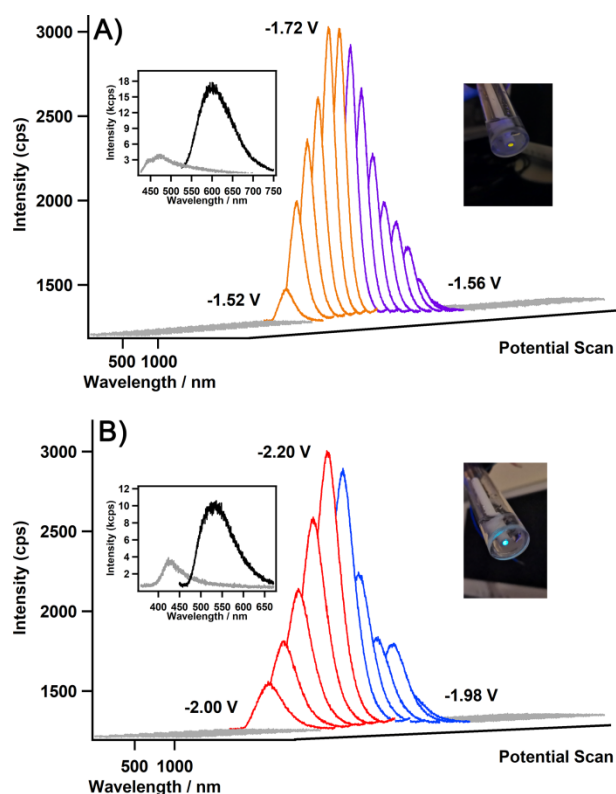 A)
3000
2500
2000
1500
Intensity (cps)
-1.72 V
-1.52 V
-1.56 V
18
15
12
9
6
3
Intensity (kcps)
450 500 550 600 650 700 750
Wavelength / nm
500 1000
Wavelength / nm
Potential Scan
B)
3000
2500
2000
1500
Intensity (cps)
-2.20 V
-2.00 V
-1.98 V
12
10
8
6
4
2
Intensity (kcps)
400 450 500 550 600 650
Wavelength / nm
500 1000
Wavelength / nm
Potential Scan